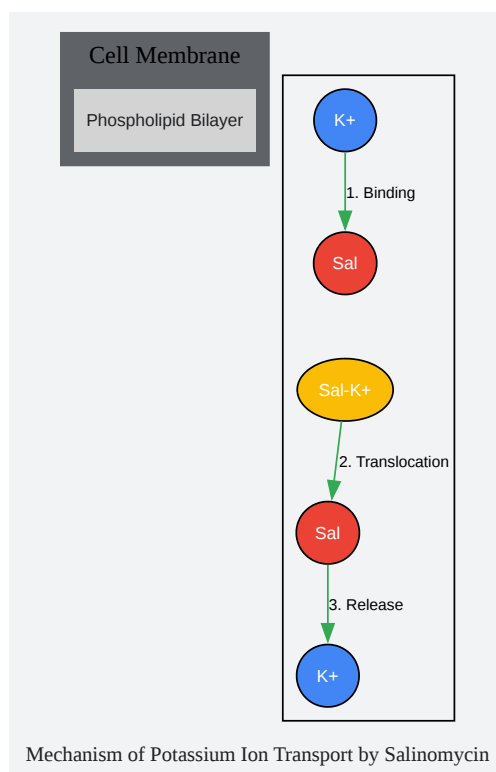 Cell Membrane
Phospholipid Bilayer
K+
1. Binding
Sal
Sal-K+
2. Translocation
Sal
3. Release
K+
Mechanism of Potassium Ion Transport by Salinomycin